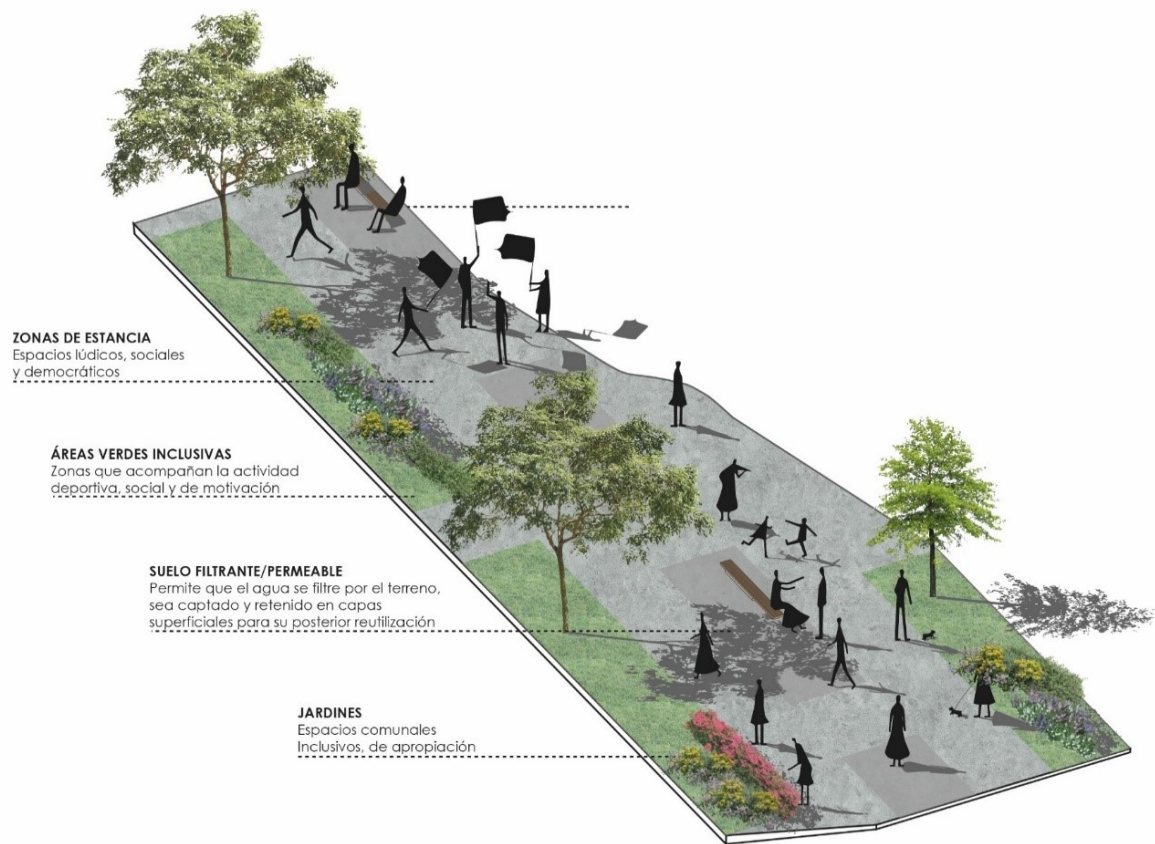 ZONAS DE ESTANCIA
Espacios lúdicos, sociales
y democráticos
ÁREAS VERDES INCLUSIVAS
Zonas que acompañan la actividad
deportiva, social y de motivación
SUELO FILTRANTE/PERMEABLE
Permite que el agua se filtre por el terreno,
sea captado y retenido en capas
superficiales para su posterior reutilización
JARDINES
Espacios comunales
Inclusivos, de apropiación